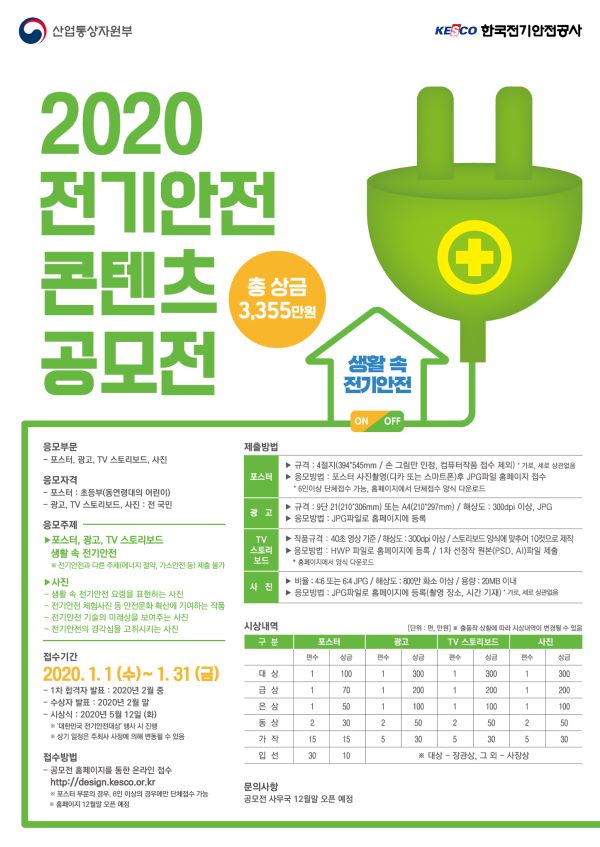 산업통상자원부
KESCO 한국전기안전공사
2020
전기안전
콘텐츠
공모전
총 상금
3,355만원
생활 속
전기안전
ON OFF
응모부문
- 포스터, 광고, TV 스토리보드, 사진
응모자격
- 포스터 : 초등부(동연령대의 어린이)
- 광고, TV 스토리보드, 사진 : 전 국민
응모주제
▶포스터, 광고, TV 스토리보드
생활 속 전기안전
※ 전기안전과 다른 주제(에너지 절약, 가스안전 등) 제출 불가
▶사진
- 생활 속 전기안전 요령을 표현하는 사진
- 전기안전 체험사진 등 안전문화 확산에 기여하는 작품
- 전기안전 기술의 미래상을 보여주는 사진
- 전기안전의 경각심을 고취시키는 사진
접수기간
2020. 1. 1 (수) ~ 1. 31 (금)
- 1차 합격자 발표 : 2020년 2월 중
- 수상자 발표 : 2020년 2월 말
- 시상식 : 2020년 5월 12일 (화)
※ '대한민국 전기안전대상' 행사 시 진행
※ 상기 일정은 주최사 사정에 의해 변동될 수 있음
접수방법
- 공모전 홈페이지를 통한 온라인 접수
http://design.kesco.or.kr
※ 포스터 부문의 경우, 6인 이상의 경우에만 단체접수 가능
※ 홈페이지 12월말 오픈 예정
제출방법
포스터
▶ 규격 : 4절지(394*545mm / 손 그림만 인정, 컴퓨터작품 접수 제외) * 가로, 세로 상관없음
▶ 응모방법 : 포스터 사진촬영(디카 또는 스마트폰)후 JPG파일 홈페이지 접수
* 6인이상 단체접수 가능, 홈페이지에서 단체접수 양식 다운로드
광 고
▶ 규격 : 9단 21(210*306mm) 또는 A4(210*297mm) / 해상도 : 300dpi 이상, JPG
▶ 응모방법 : JPG파일로 홈페이지에 등록
TV
스토리
보드
▶ 작품규격 : 40초 영상 기준 / 해상도 : 300dpi 이상 / 스토리보드 양식에 맞추어 10컷으로 제작
▶ 응모방법 : HWP 파일로 홈페이지에 등록 / 1차 선정작 원본(PSD, AI)파일 제출
* 홈페이지에서 양식 다운로드
사 진
▶ 비율 : 4:6 또는 6:4 JPG / 해상도 : 800만 화소 이상 / 용량 : 20MB 이내
▶ 응모방법 : JPG파일로 홈페이지에 등록(촬영 장소, 시간 기재) * 가로, 세로 상관없음
시상내역 [단위 : 편, 만원] ※ 출품작 상황에 따라 시상내역이 변경될 수 있음
구 분 포스터 광고 TV 스토리보드 사진
편수 상금 편수 상금 편수 상금 편수 상금
대 상 1 100 1 300 1 300 1 300
금 상 1 70 1 200 1 200 1 200
은 상 1 50 1 100 1 100 1 100
동 상 2 30 2 50 2 50 2 50
가 작 15 15 5 30 5 30 5 30
입 선 30 10 ※ 대상 - 장관상, 그 외 - 사장상
문의사항
공모전 사무국 12월말 오픈 예정